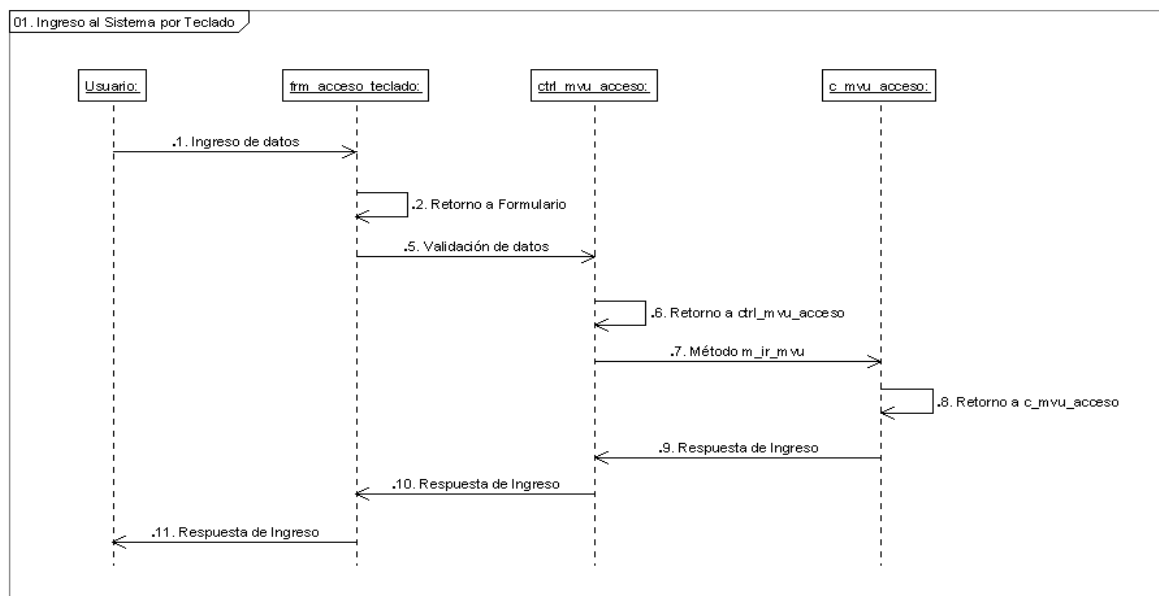 01. Ingreso al Sistema por Teclado
Usuario:
frm_acceso_teclado:
ctrl_mvu_acceso:
c_mvu_acceso:
.1. Ingreso de datos
.2. Retorno a Formulario
.5. Validación de datos
.6. Retorno a ctrl_mvu_acceso
.7. Método m_ir_mvu
.8. Retorno a c_mvu_acceso
.9. Respuesta de Ingreso
.10. Respuesta de Ingreso
.11. Respuesta de Ingreso